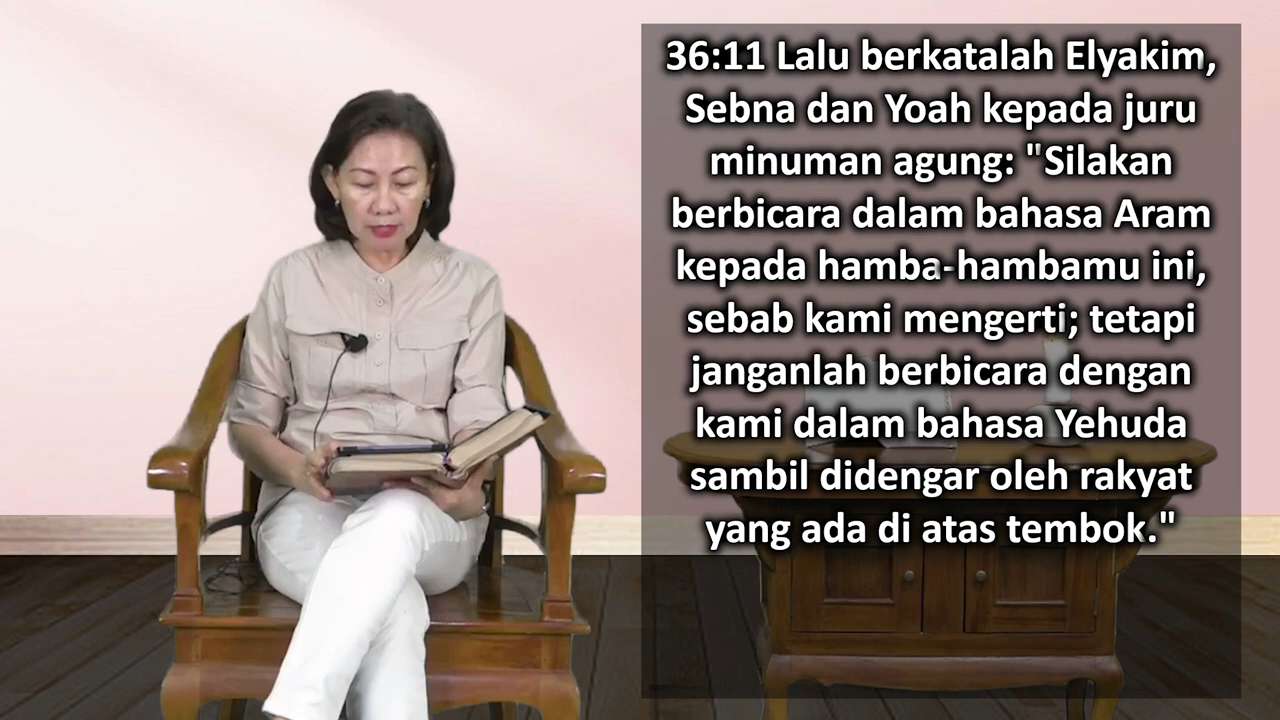 36:11 Lalu berkatalah Elyakim,
Sebna dan Yoah kepada juru
minuman agung: "Silakan
berbicara dalam bahasa Aram
kepada hamba-hambamu ini,
sebab kami mengerti; tetapi
janganlah berbicara dengan
kami dalam bahasa Yehuda
sambil didengar oleh rakyat
yang ada di atas tembok."